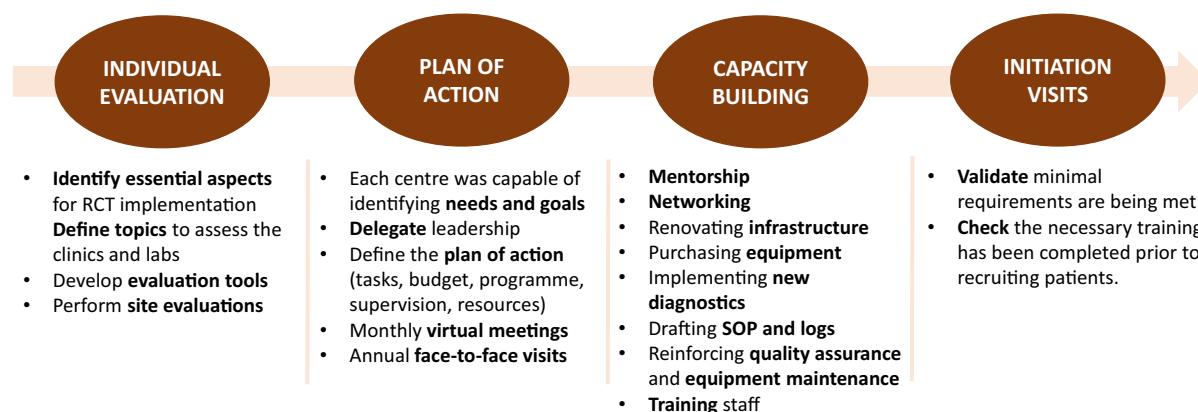 INDIVIDUAL
EVALUATION
PLAN OF
ACTION
CAPACITY
BUILDING
INITIATION
VISITS
• Identify essential aspects
for RCT implementation
Define topics to assess the
clinics and labs
• Develop evaluation tools
• Perform site evaluations
• Each centre was capable of
identifying needs and goals
• Delegate leadership
• Define the plan of action
(tasks, budget, programme,
supervision, resources)
• Monthly virtual meetings
• Annual face-to-face visits
• Mentorship
• Networking
• Renovating infrastructure
• Purchasing equipment
• Implementing new
diagnostics
• Drafting SOP and logs
• Reinforcing quality assurance
and equipment maintenance
• Training staff
• Validate minimal
requirements are being met
• Check the necessary training
has been completed prior to
recruiting patients.